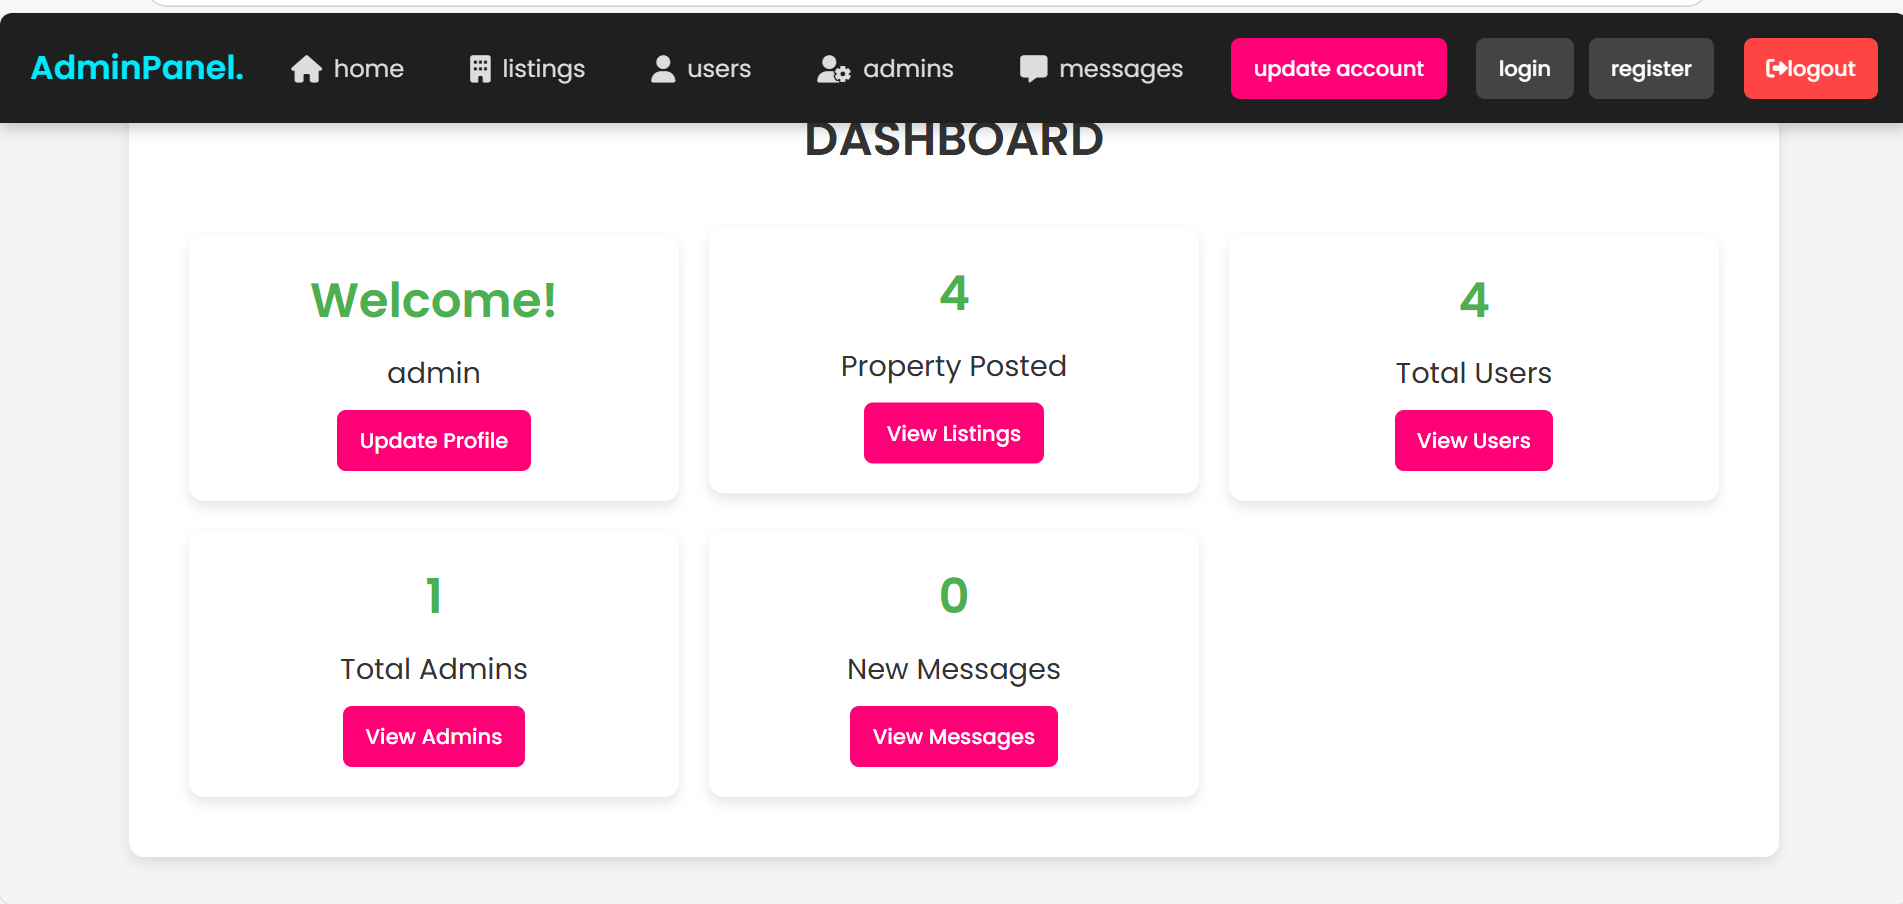 AdminPanel. home listings users admins messages update account login register logout
DASHBOARD
Welcome!
admin
Update Profile
4
Property Posted
View Listings
4
Total Users
View Users
1
Total Admins
View Admins
0
New Messages
View Messages